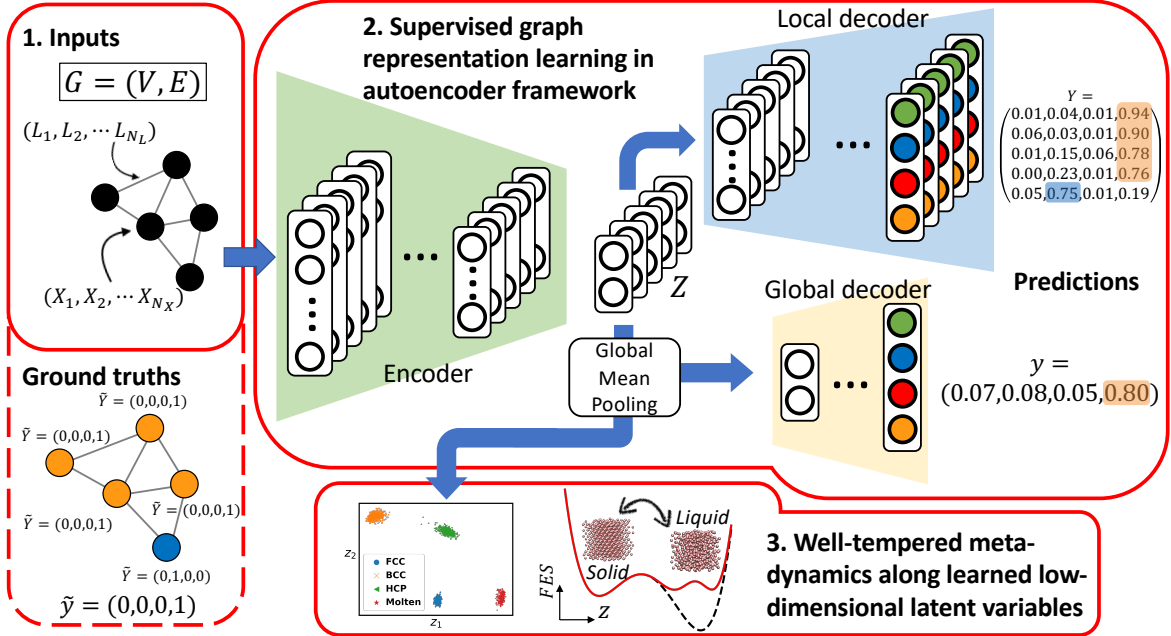 1. Inputs
G = (V, E)
(L₁, L₂, ⋯ L_{N_L})
(X₁, X₂, ⋯ X_{N_X})
Ground truths
Ỹ = (0,0,0,1)
Ỹ = (0,0,0,1)
Ỹ = (0,0,0,1)
Ỹ = (0,0,0,1)
Ỹ = (0,1,0,0)
ỹ = (0,0,0,1)
2. Supervised graph
representation learning in
autoencoder framework
Encoder
Z
Local decoder
Y =
(0.01,0.04,0.01,0.94
0.06,0.03,0.01,0.90
0.01,0.15,0.06,0.78
0.00,0.23,0.01,0.76
0.05,0.75,0.01,0.19)
Predictions
Global decoder
Global
Mean
Pooling
y =
(0.07,0.08,0.05,0.80)
z₂
FCC
BCC
HCP
Molten
z₁
FES
Z
Solid
Liquid
3. Well-tempered meta-
dynamics along learned low-
dimensional latent variables